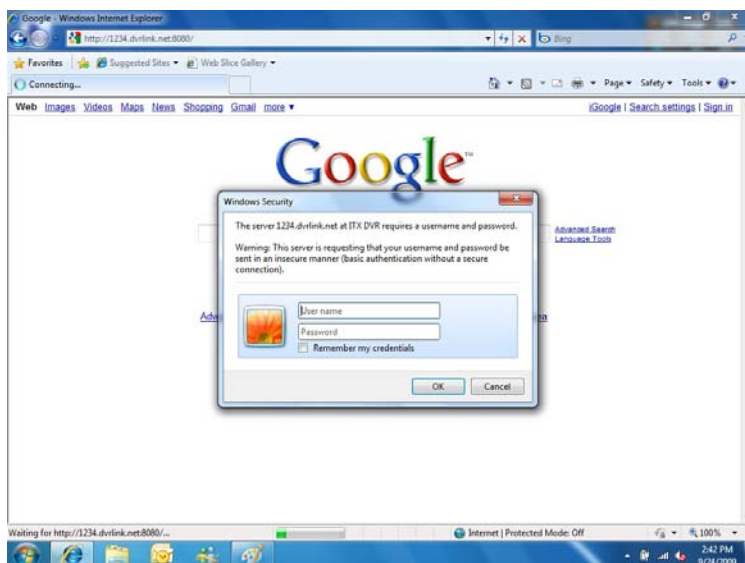 Google - Windows Internet Explorer
http://1234.dvrlink.net:8080/
Bing
Favorites Suggested Sites Web Slice Gallery
Connecting...
Page Safety Tools
Web Images Videos Maps News Shopping Gmail more
iGoogle | Search settings | Sign in
Google™
Advanced Search
Language Tools
Windows Security
The server 1234.dvrlink.net at ITX DVR requires a username and password.
Warning: This server is requesting that your username and password be
sent in an insecure manner (basic authentication without a secure
connection).
User name
Password
Remember my credentials
OK Cancel
Waiting for http://1234.dvrlink.net:8080/...
Internet | Protected Mode: Off
100%
2:42 PM
9/24/2009